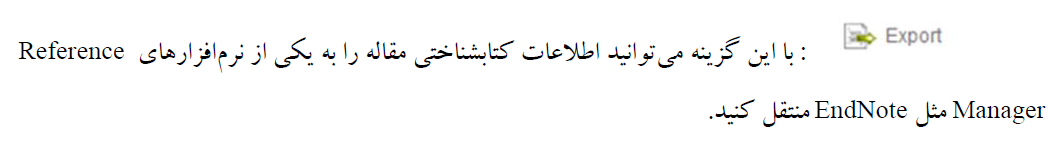 Export : با این گزینه می‌توانید اطلاعات کتابشناختی مقاله را به یکی از نرم‌افزارهای Reference
Manager مثل EndNote منتقل کنید.